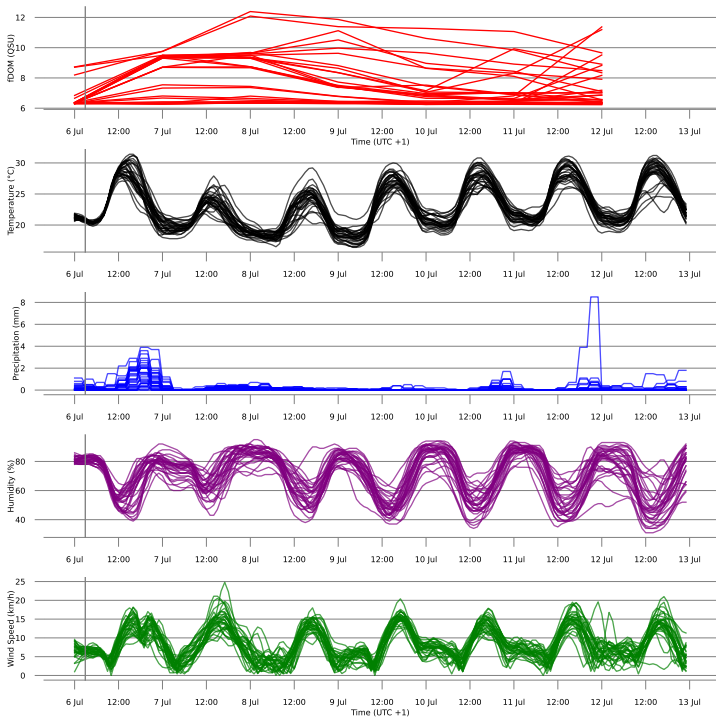 fDOM (QSU)
12
10
8
6
6 Jul 12:00 7 Jul 12:00 8 Jul 12:00 9 Jul 12:00 10 Jul 12:00 11 Jul 12:00 12 Jul 12:00 13 Jul
Time (UTC +1)
Temperature (°C)
30
25
20
6 Jul 12:00 7 Jul 12:00 8 Jul 12:00 9 Jul 12:00 10 Jul 12:00 11 Jul 12:00 12 Jul 12:00 13 Jul
Precipitation (mm)
8
6
4
2
0
6 Jul 12:00 7 Jul 12:00 8 Jul 12:00 9 Jul 12:00 10 Jul 12:00 11 Jul 12:00 12 Jul 12:00 13 Jul
Humidity (%)
80
60
40
6 Jul 12:00 7 Jul 12:00 8 Jul 12:00 9 Jul 12:00 10 Jul 12:00 11 Jul 12:00 12 Jul 12:00 13 Jul
Wind Speed (km/h)
25
20
15
10
5
0
6 Jul 12:00 7 Jul 12:00 8 Jul 12:00 9 Jul 12:00 10 Jul 12:00 11 Jul 12:00 12 Jul 12:00 13 Jul
Time (UTC +1)